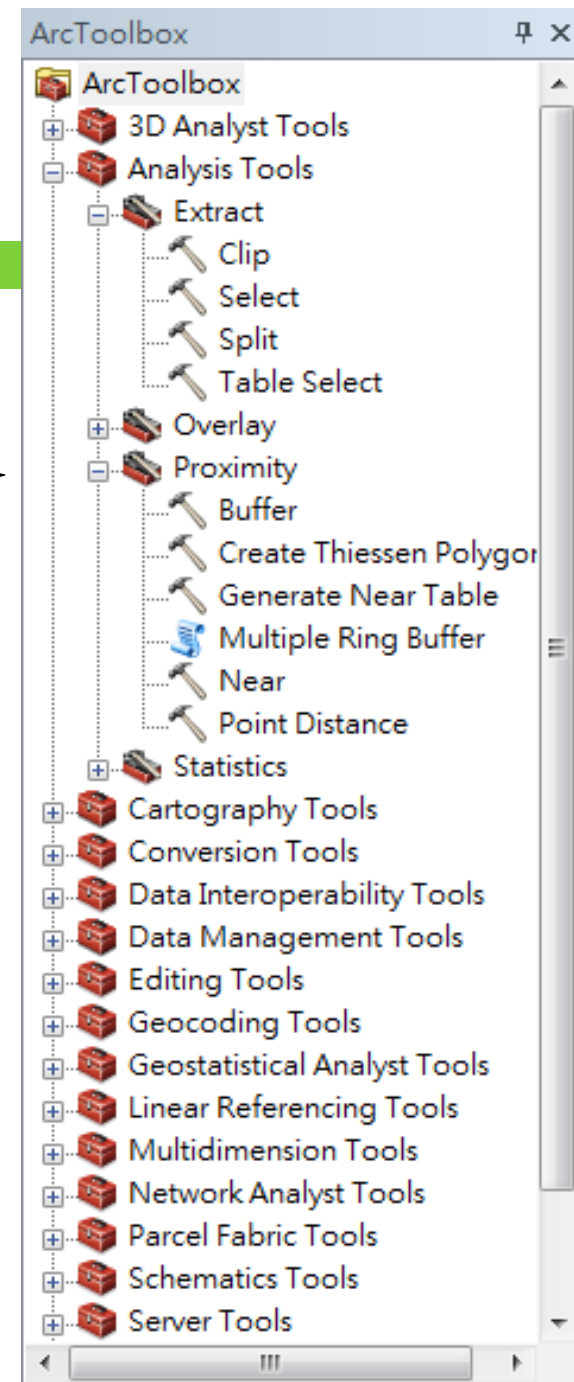 ArcToolbox
ArcToolbox
3D Analyst Tools
Analysis Tools
Extract
Clip
Select
Split
Table Select
Overlay
Proximity
Buffer
Create Thiessen Polygor
Generate Near Table
Multiple Ring Buffer
Near
Point Distance
Statistics
Cartography Tools
Conversion Tools
Data Interoperability Tools
Data Management Tools
Editing Tools
Geocoding Tools
Geostatistical Analyst Tools
Linear Referencing Tools
Multidimension Tools
Network Analyst Tools
Parcel Fabric Tools
Schematics Tools
Server Tools